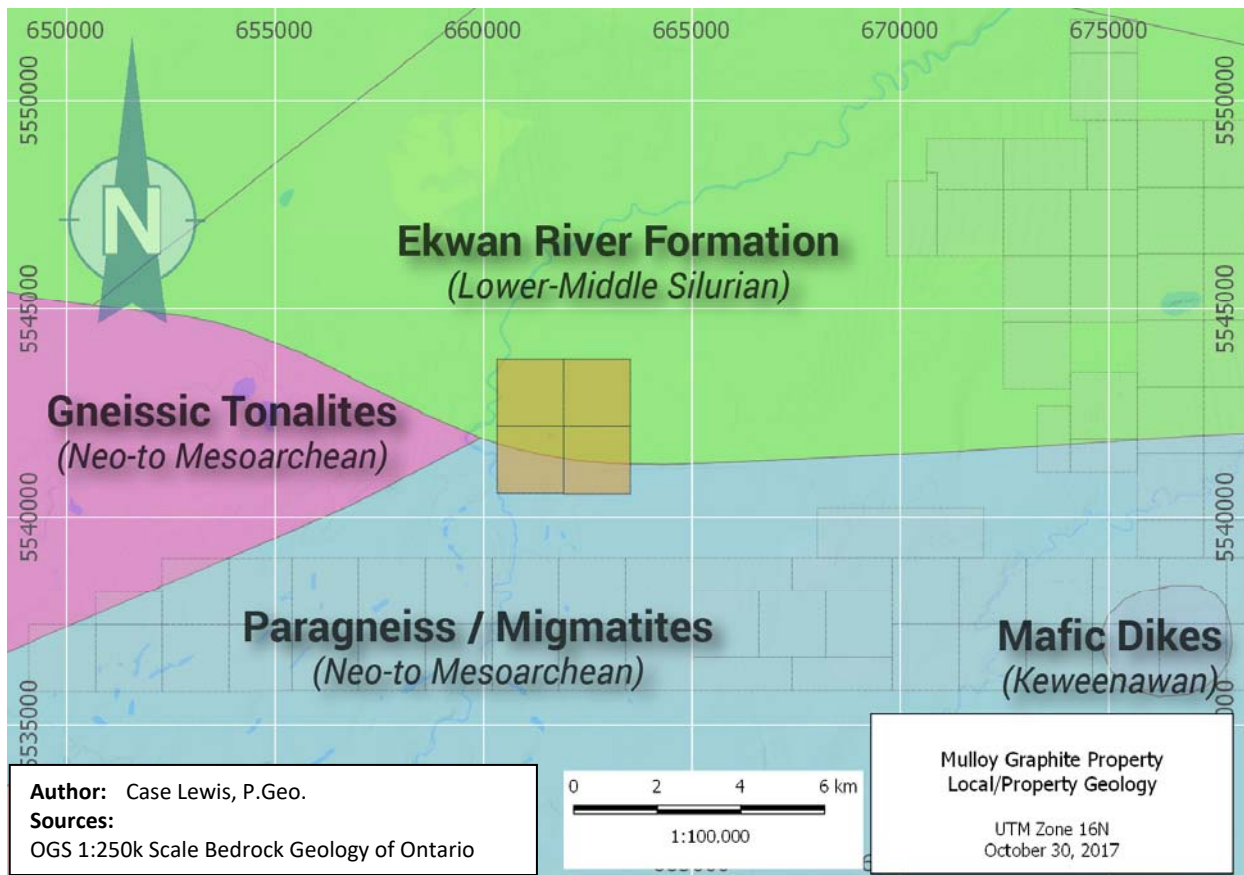 650000 655000 660000 665000 670000 675000
5550000 5550000
N
Ekwan River Formation
(Lower-Middle Silurian)
5545000 5545000
Gneissic Tonalites
(Neo-to Mesoarchean)
5540000 5540000
Paragneiss / Migmatites
(Neo-to Mesoarchean)
Mafic Dikes
(Keweenawan)
5535000
Author: Case Lewis, P.Geo.
Sources:
OGS 1:250k Scale Bedrock Geology of Ontario
0 2 4 6 km
1:100,000
Mulloy Graphite Property
Local/Property Geology
UTM Zone 16N
October 30, 2017